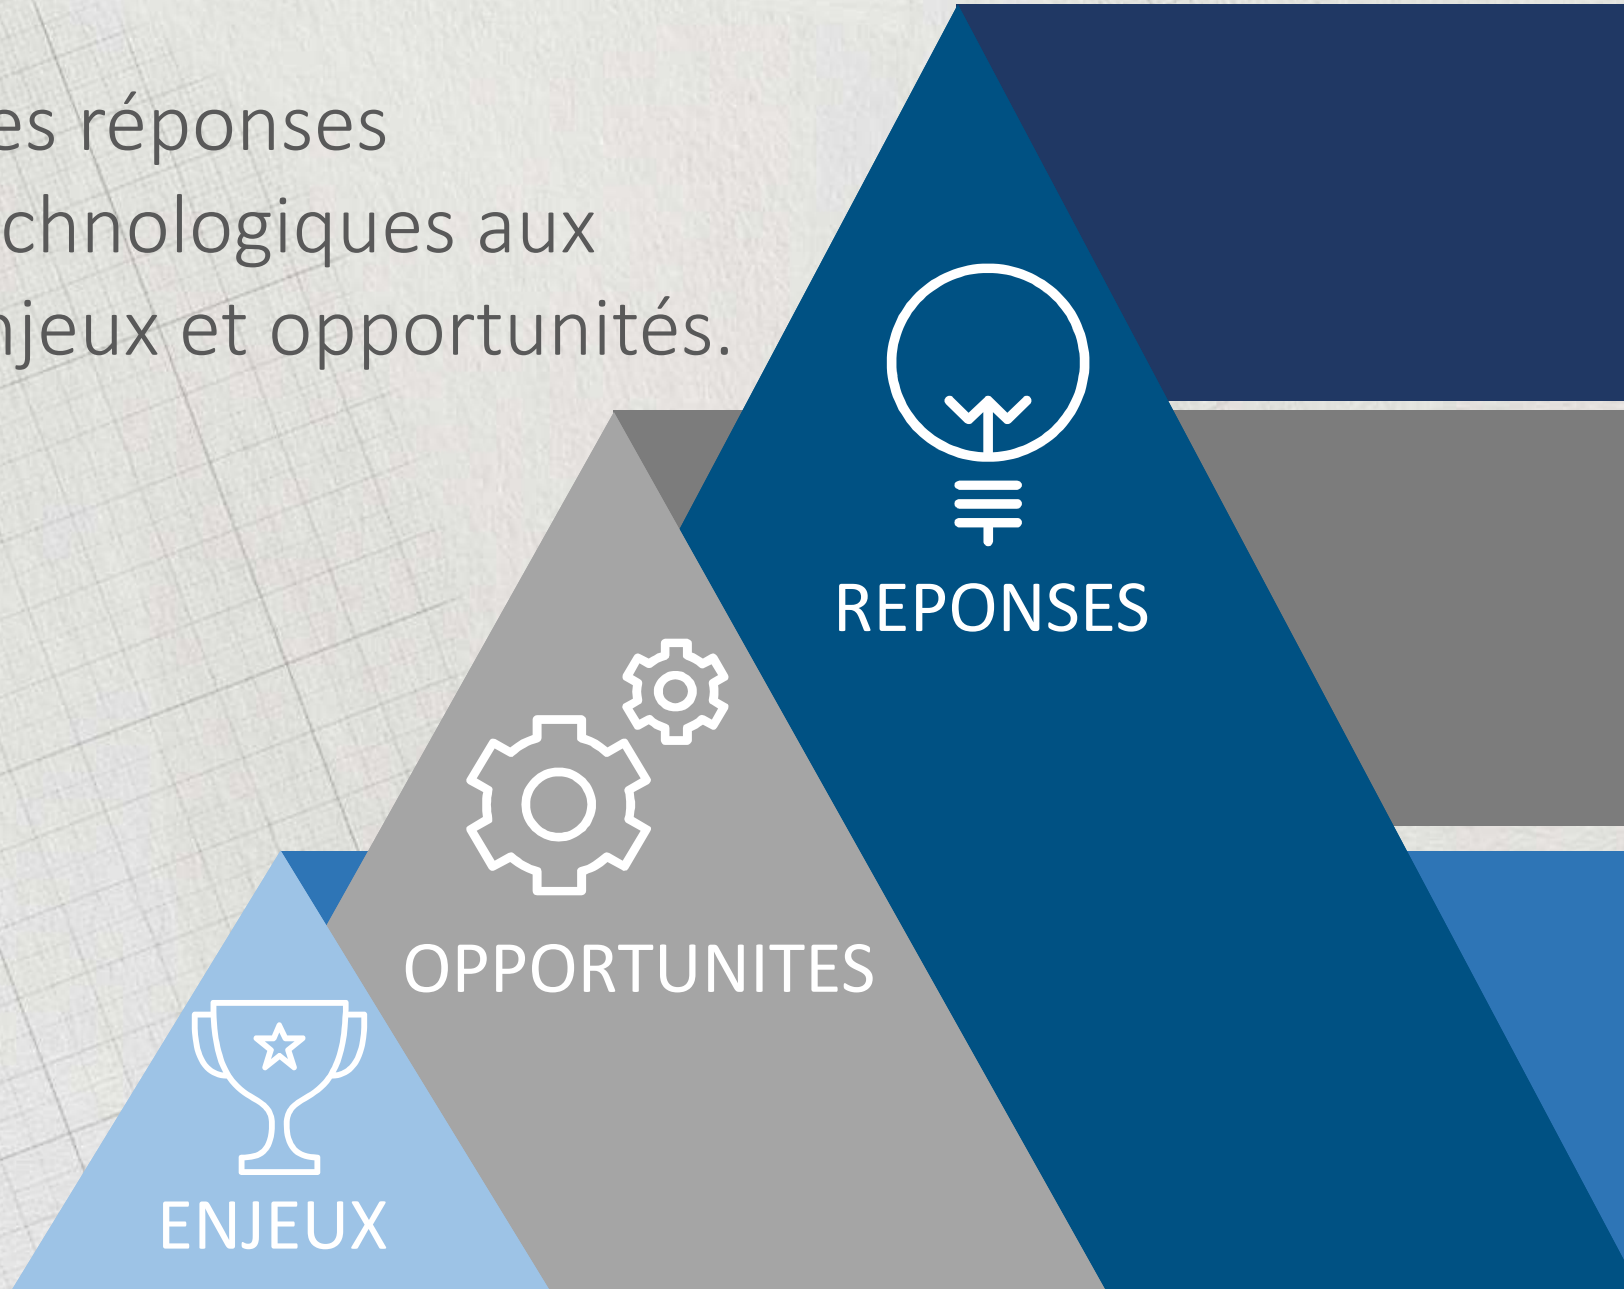 es réponses
chnologiques aux
njeux et opportunités.
REPONSES
OPPORTUNITES
ENJEUX